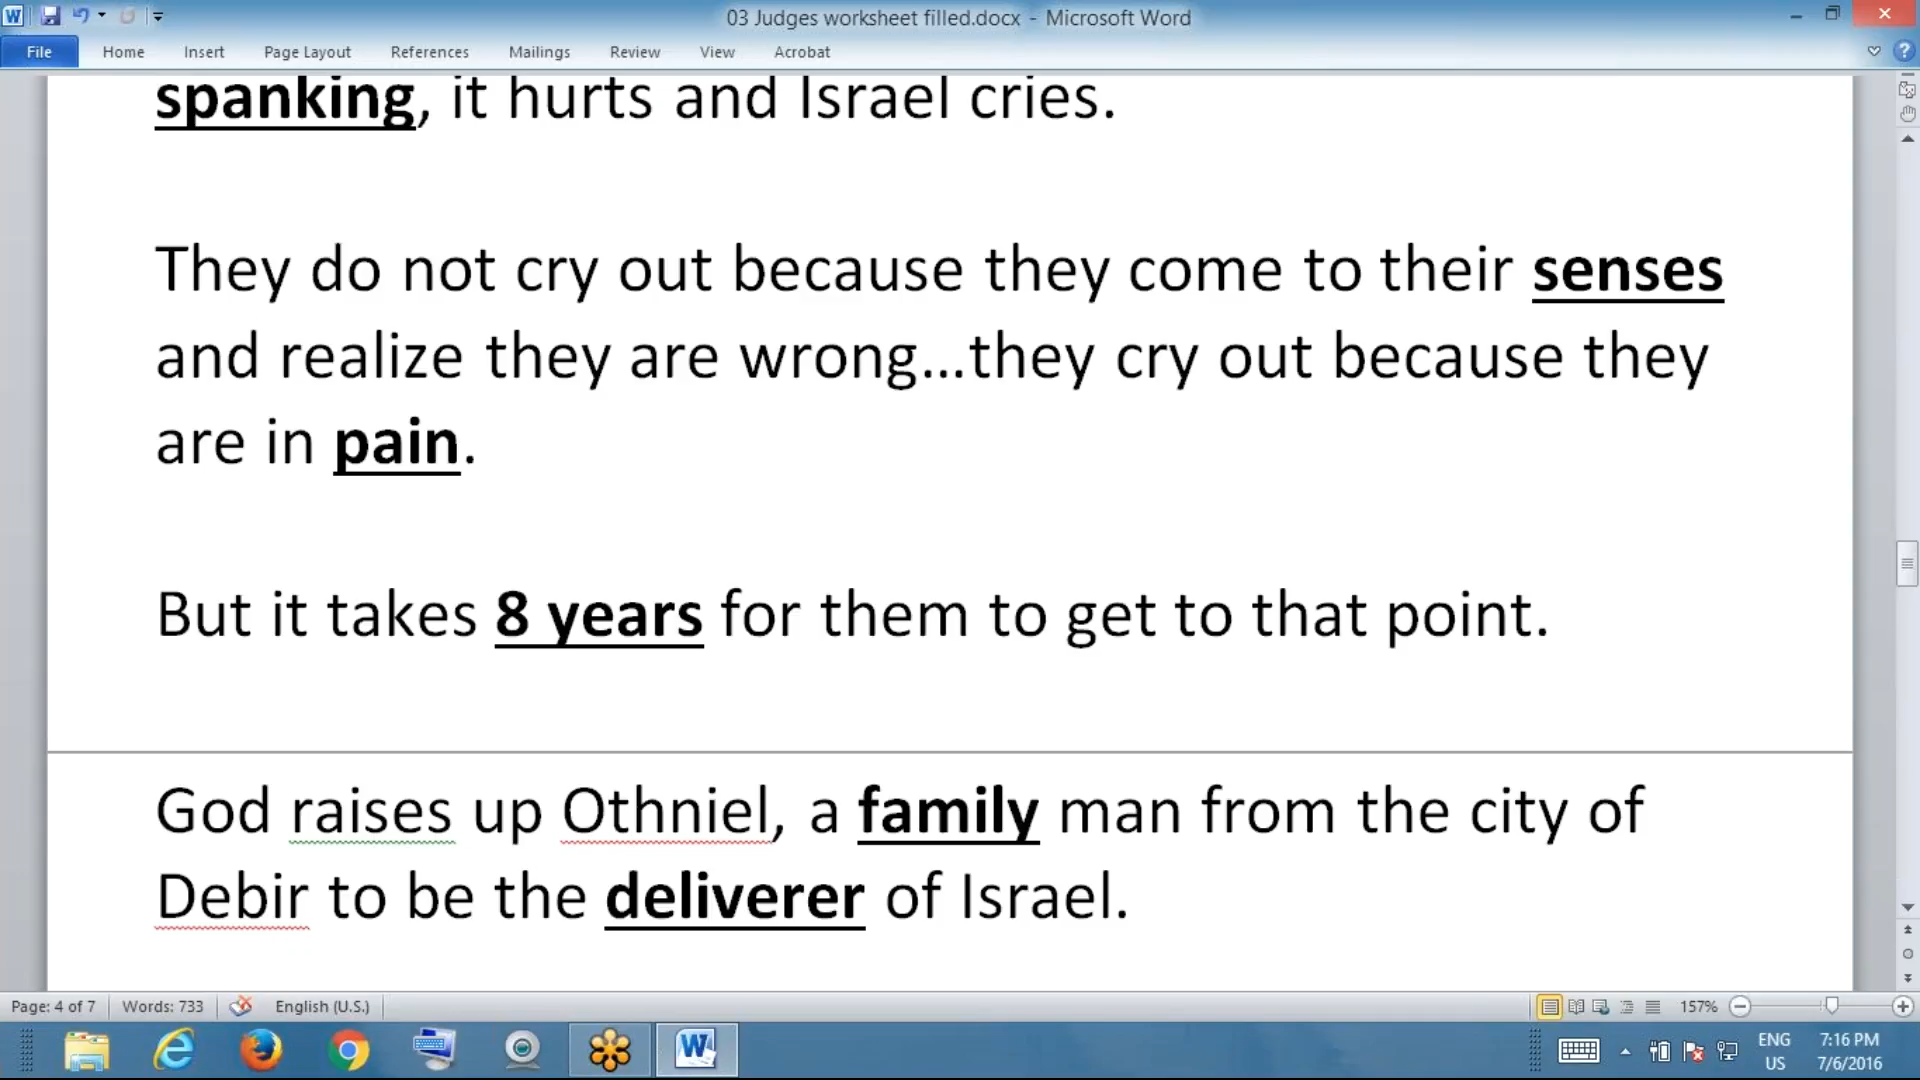 03 Judges worksheet filled.docx - Microsoft Word
File Home Insert Page Layout References Mailings Review View Acrobat
spanking, it hurts and Israel cries.
They do not cry out because they come to their senses
and realize they are wrong...they cry out because they
are in pain.
But it takes 8 years for them to get to that point.
God raises up Othniel, a family man from the city of
Debir to be the deliverer of Israel.
Page: 4 of 7 Words: 733 English (U.S.) 157%
ENG 7:16 PM
US 7/6/2016